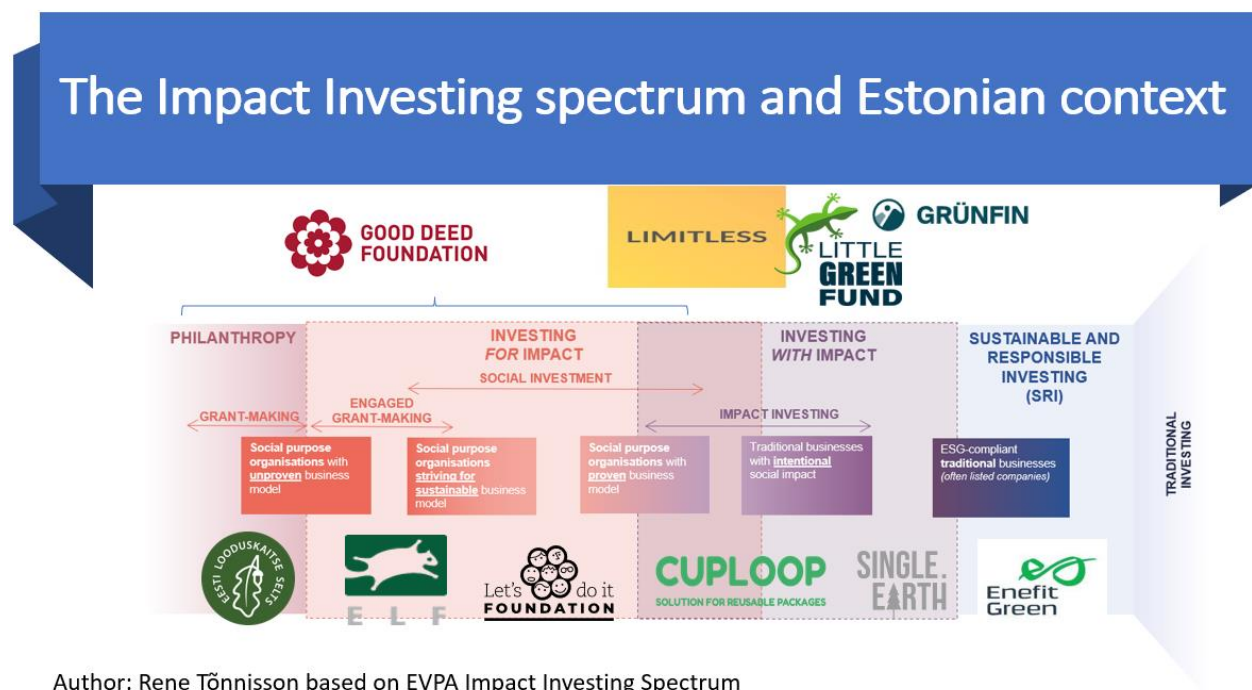 The Impact Investing spectrum and Estonian context
GOOD DEED
FOUNDATION
LIMITLESS
LITTLE
GREEN
FUND
GRÜNFIN
PHILANTHROPY
INVESTING
FOR IMPACT
INVESTING
WITH IMPACT
SUSTAINABLE AND
RESPONSIBLE
INVESTING
(SRI)
SOCIAL INVESTMENT
GRANT-MAKING
ENGAGED
GRANT-MAKING
IMPACT INVESTING
TRADITIONAL
INVESTING
Social purpose
organisations with
unproven business
model
Social purpose
organisations
striving for
sustainable business
model
Social purpose
organisations with
proven business
model
Traditional businesses
with intentional
social impact
ESG-compliant
traditional businesses
(often listed companies)
EESTI LOODUSKAITSE SELTS
E L F
Let's do it
FOUNDATION
CUPLOOP
SOLUTION FOR REUSABLE PACKAGES
SINGLE.
EARTH
Enefit
Green
Author: Rene Tõnnisson based on EVPA Impact Investing Spectrum